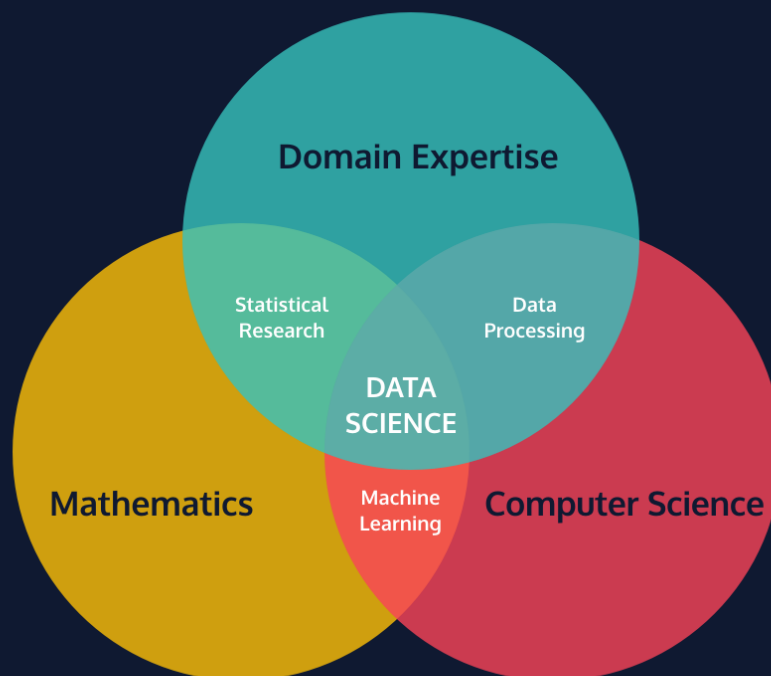 Domain Expertise
Statistical
Research
Data
Processing
DATA
SCIENCE
Mathematics
Machine
Learning
Computer Science